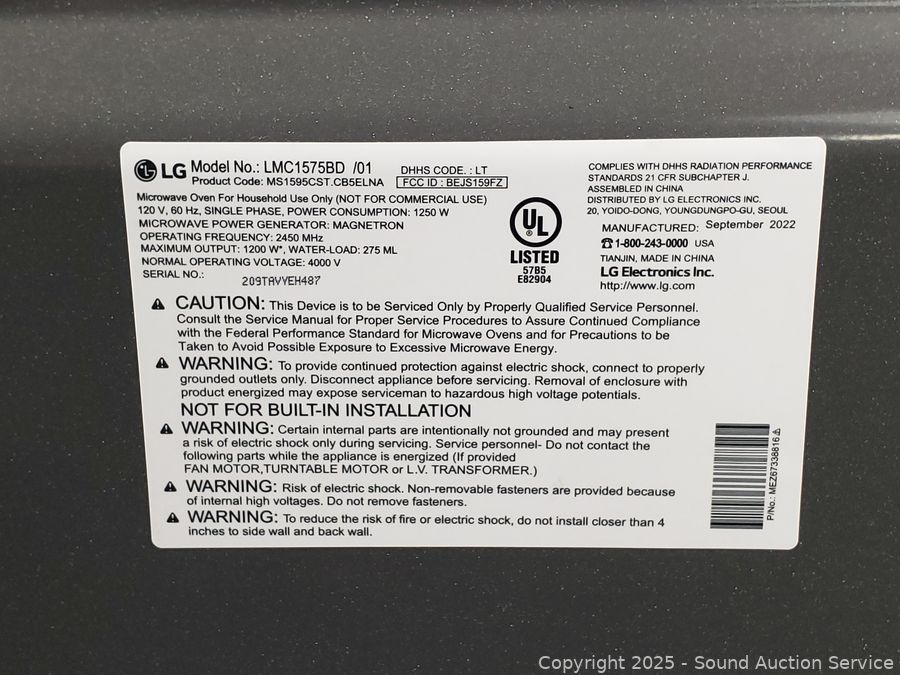 LG Model No.: LMC1575BD /01
Product Code: MS1595CST.CB5ELNA
DHHS CODE. : LT
FCC ID : BEJS159FZ
Microwave Oven For Household Use Only (NOT FOR COMMERCIAL USE)
120 V, 60 Hz, SINGLE PHASE, POWER CONSUMPTION: 1250 W
MICROWAVE POWER GENERATOR: MAGNETRON
OPERATING FREQUENCY: 2450 MHz
MAXIMUM OUTPUT: 1200 W*, WATER-LOAD: 275 ML
NORMAL OPERATING VOLTAGE: 4000 V
SERIAL NO.:
209TAVYEH487
UL
®
LISTED
57B5
E82904
COMPLIES WITH DHHS RADIATION PERFORMANCE
STANDARDS 21 CFR SUBCHAPTER J.
ASSEMBLED IN CHINA
DISTRIBUTED BY LG ELECTRONICS INC.
20, YOIDO-DONG, YOUNGDUNGPO-GU, SEOUL
MANUFACTURED: September 2022
☎1-800-243-0000 USA
TIANJIN, MADE IN CHINA
LG Electronics Inc.
http://www.lg.com
⚠ CAUTION: This Device is to be Serviced Only by Properly Qualified Service Personnel.
Consult the Service Manual for Proper Service Procedures to Assure Continued Compliance
with the Federal Performance Standard for Microwave Ovens and for Precautions to be
Taken to Avoid Possible Exposure to Excessive Microwave Energy.
⚠ WARNING: To provide continued protection against electric shock, connect to properly
grounded outlets only. Disconnect appliance before servicing. Removal of enclosure with
product energized may expose serviceman to hazardous high voltage potentials.
NOT FOR BUILT-IN INSTALLATION
⚠ WARNING: Certain internal parts are intentionally not grounded and may present
a risk of electric shock only during servicing. Service personnel- Do not contact the
following parts while the appliance is energized (If provided
FAN MOTOR,TURNTABLE MOTOR or L.V. TRANSFORMER.)
⚠ WARNING: Risk of electric shock. Non-removable fasteners are provided because
of internal high voltages. Do not remove fasteners.
⚠ WARNING: To reduce the risk of fire or electric shock, do not install closer than 4
inches to side wall and back wall.
P/No.: MEZ67338816
Copyright © 2025 - Sound Auction Service